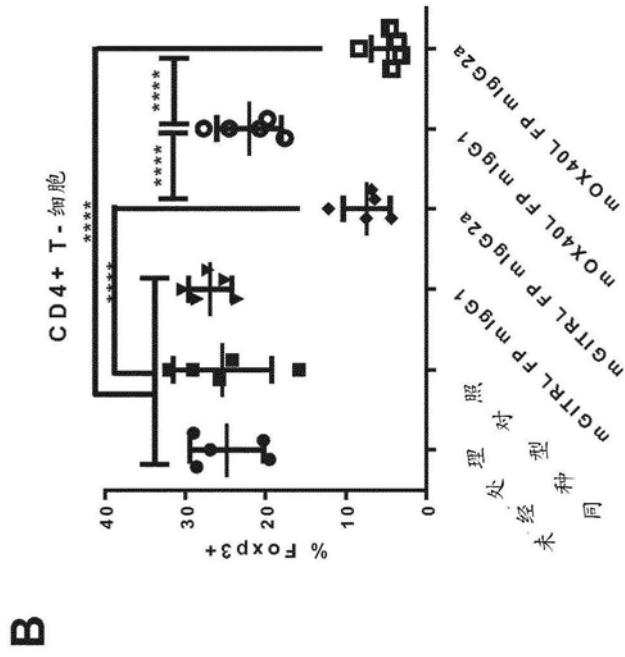 B
CD4+ T-细胞
****
****
****
****
% Foxp3+
40
30
20
10
0
未经处理
同种型对照
mGITRL FP mIgG1
mGITRL FP mIgG2a
mOX40L FP mIgG1
mOX40L FP mIgG2a